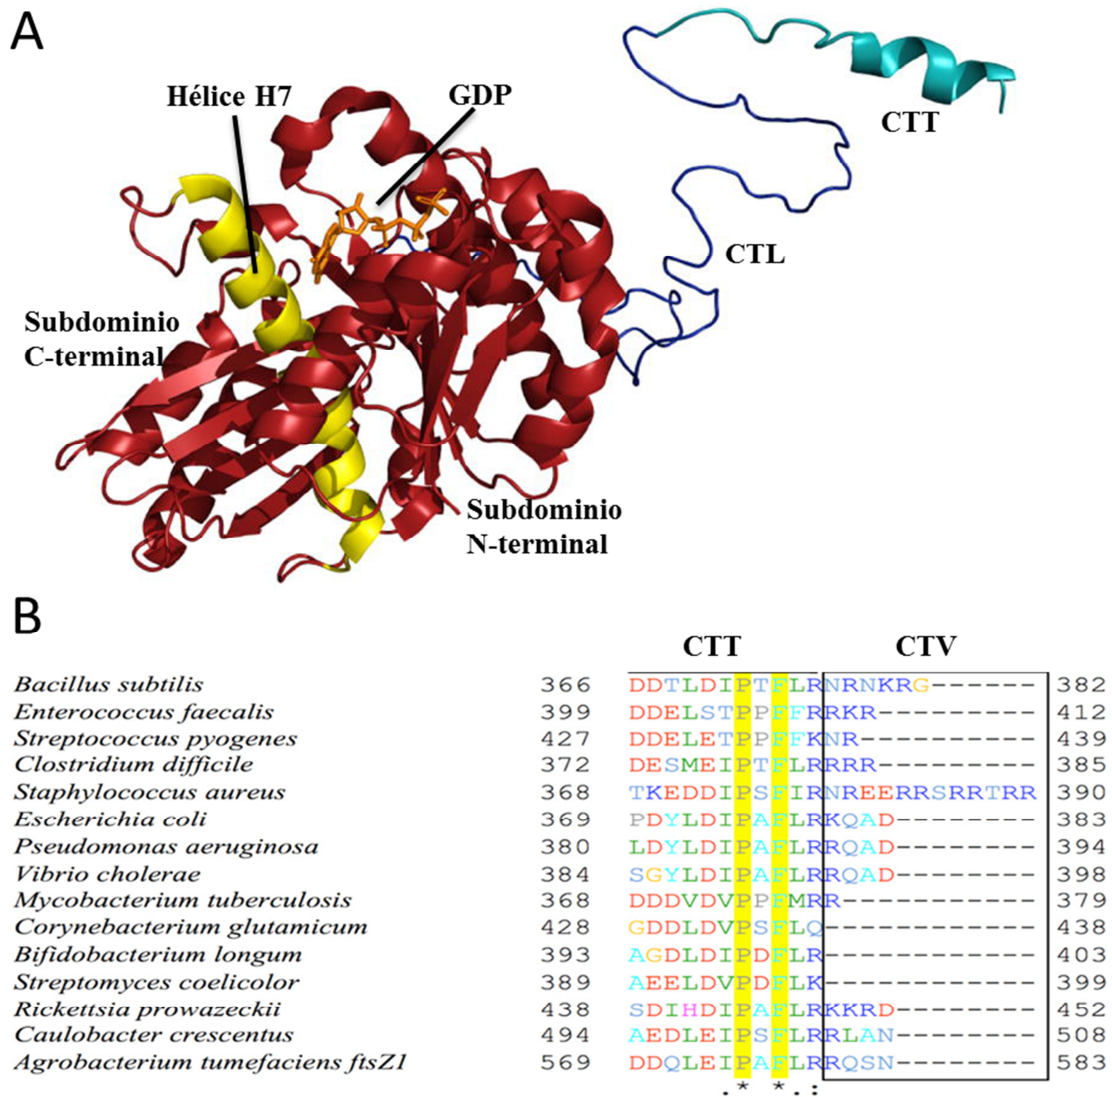 A
Hélice H7
GDP
CTT
CTL
Subdominio
C-terminal
Subdominio
N-terminal
B
CTT CTV
Bacillus subtilis 366 DDTLDIPTFLRNRNKRG------- 382
Enterococcus faecalis 399 DDELSTPPFFRRKR---------- 412
Streptococcus pyogenes 427 DDELETPPFFKNR----------- 439
Clostridium difficile 372 DESMEIPTFLRRRR---------- 385
Staphylococcus aureus 368 TKEDDIPSFIRNREERRSRRTRR 390
Escherichia coli 369 PDYLDIPAFLRKQAD--------- 383
Pseudomonas aeruginosa 380 LDYLDIPAFLRRQAD--------- 394
Vibrio cholerae 384 SGYLDIPAFLRRQAD--------- 398
Mycobacterium tuberculosis 368 DDDVDVPPFMRR------------ 379
Corynebacterium glutamicum 428 GDDLDVPSFLQ------------- 438
Bifidobacterium longum 393 AGDLDIPDFLR------------- 403
Streptomyces coelicolor 389 AEELDVPDFLK------------- 399
Rickettsia prowazeckii 438 SDIHDIPAFLRKKRD--------- 452
Caulobacter crescentus 494 AEDLEIPSFLRRLAN--------- 508
Agrobacterium tumefaciens ftsZ1 569 DDQLEIPAFLRRQSN--------- 583
.* *.: